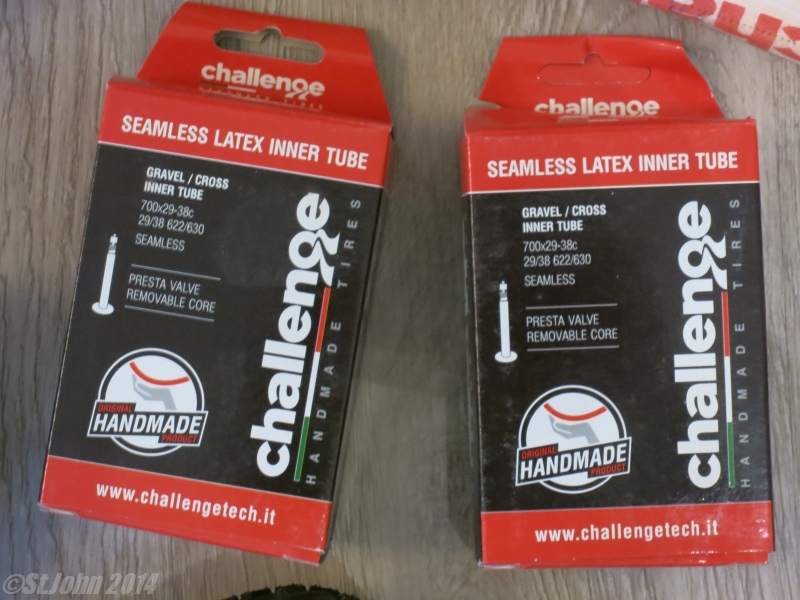 challenge
HANDMADE TIRES
SEAMLESS LATEX INNER TUBE
GRAVEL / CROSS
INNER TUBE
700x29-38c
29/38 622/630
SEAMLESS
PRESTA VALVE
REMOVABLE CORE
ORIGINAL
HANDMADE
PRODUCT
challenge
HANDMADE TIRES
www.challengetech.it
challenge
SEAMLESS LATEX INNER TUBE
GRAVEL / CROSS
INNER TUBE
700x29-38c
29/38 622/630
SEAMLESS
PRESTA VALVE
REMOVABLE CORE
ORIGINAL
HANDMADE
PRODUCT
challenge
HANDMADE TIRES
www.challengetech.it
©StJohn 2014